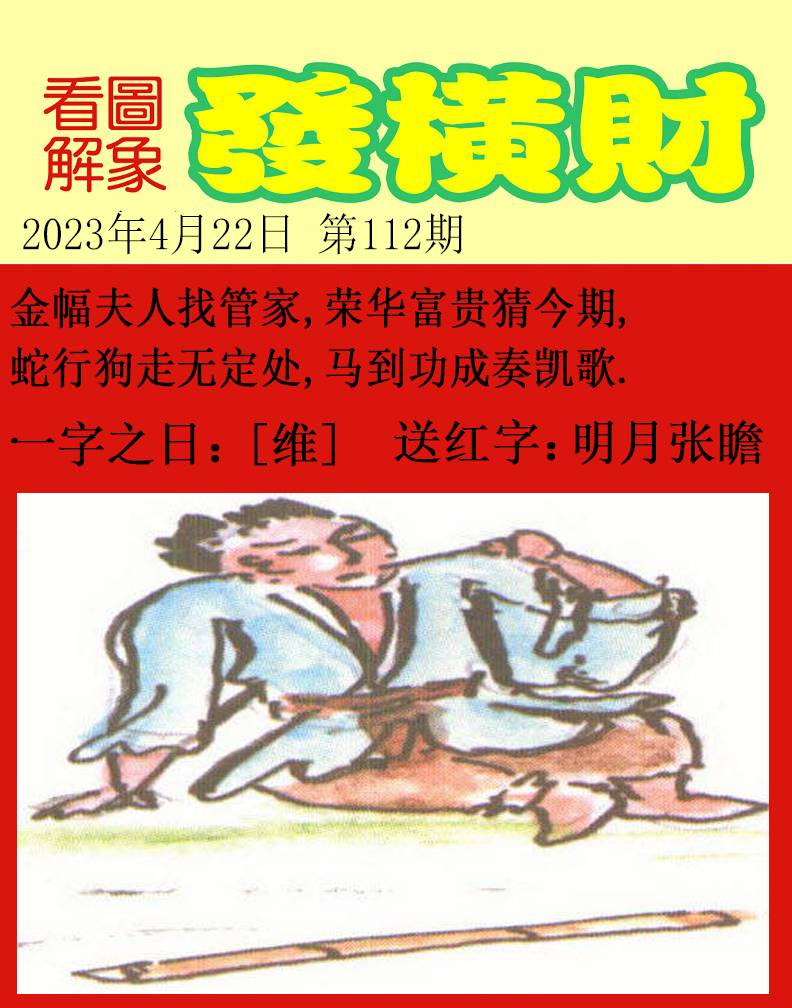 看圖
解象
發横財
2023年4月22日 第112期
金幅夫人找管家,荣华富贵猜今期,
蛇行狗走无定处,马到功成奏凯歌.
一字之曰:[维] 送红字:明月张瞻